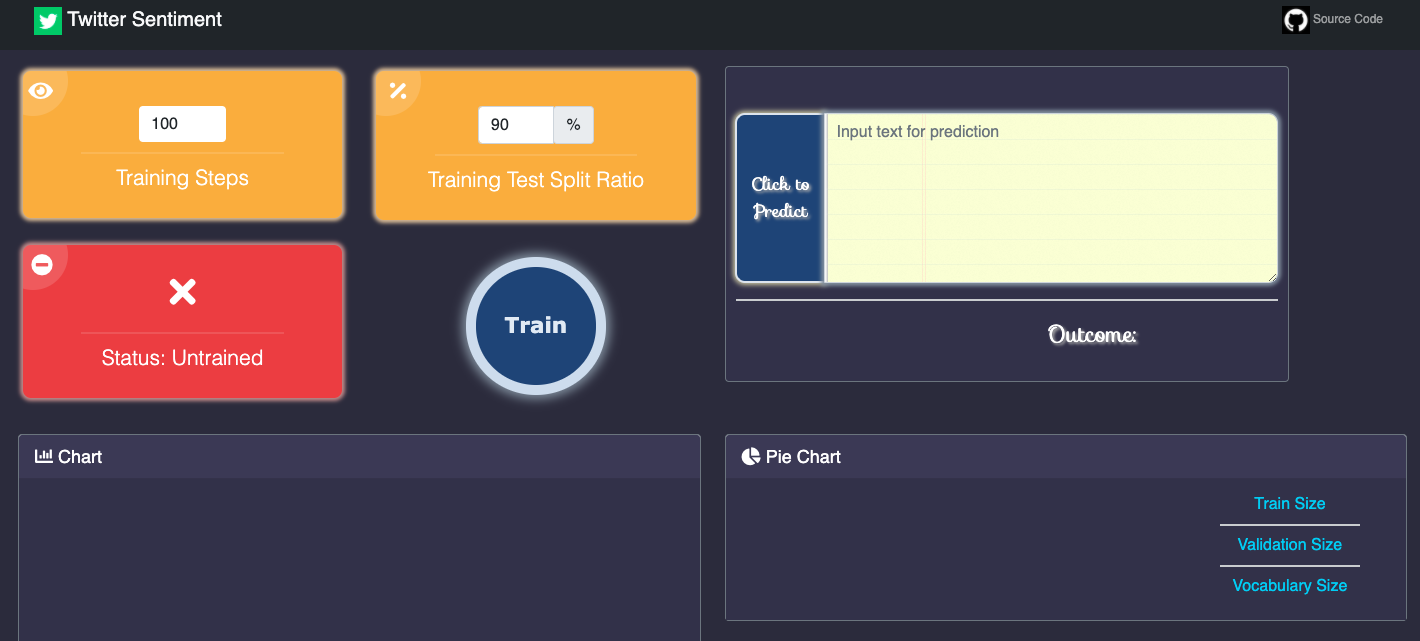 Twitter Sentiment
Source Code
100
Training Steps
90 %
Training Test Split Ratio
Status: Untrained
Train
Click to
Predict
Input text for prediction
Outcome:
Chart
Pie Chart
Train Size
Validation Size
Vocabulary Size